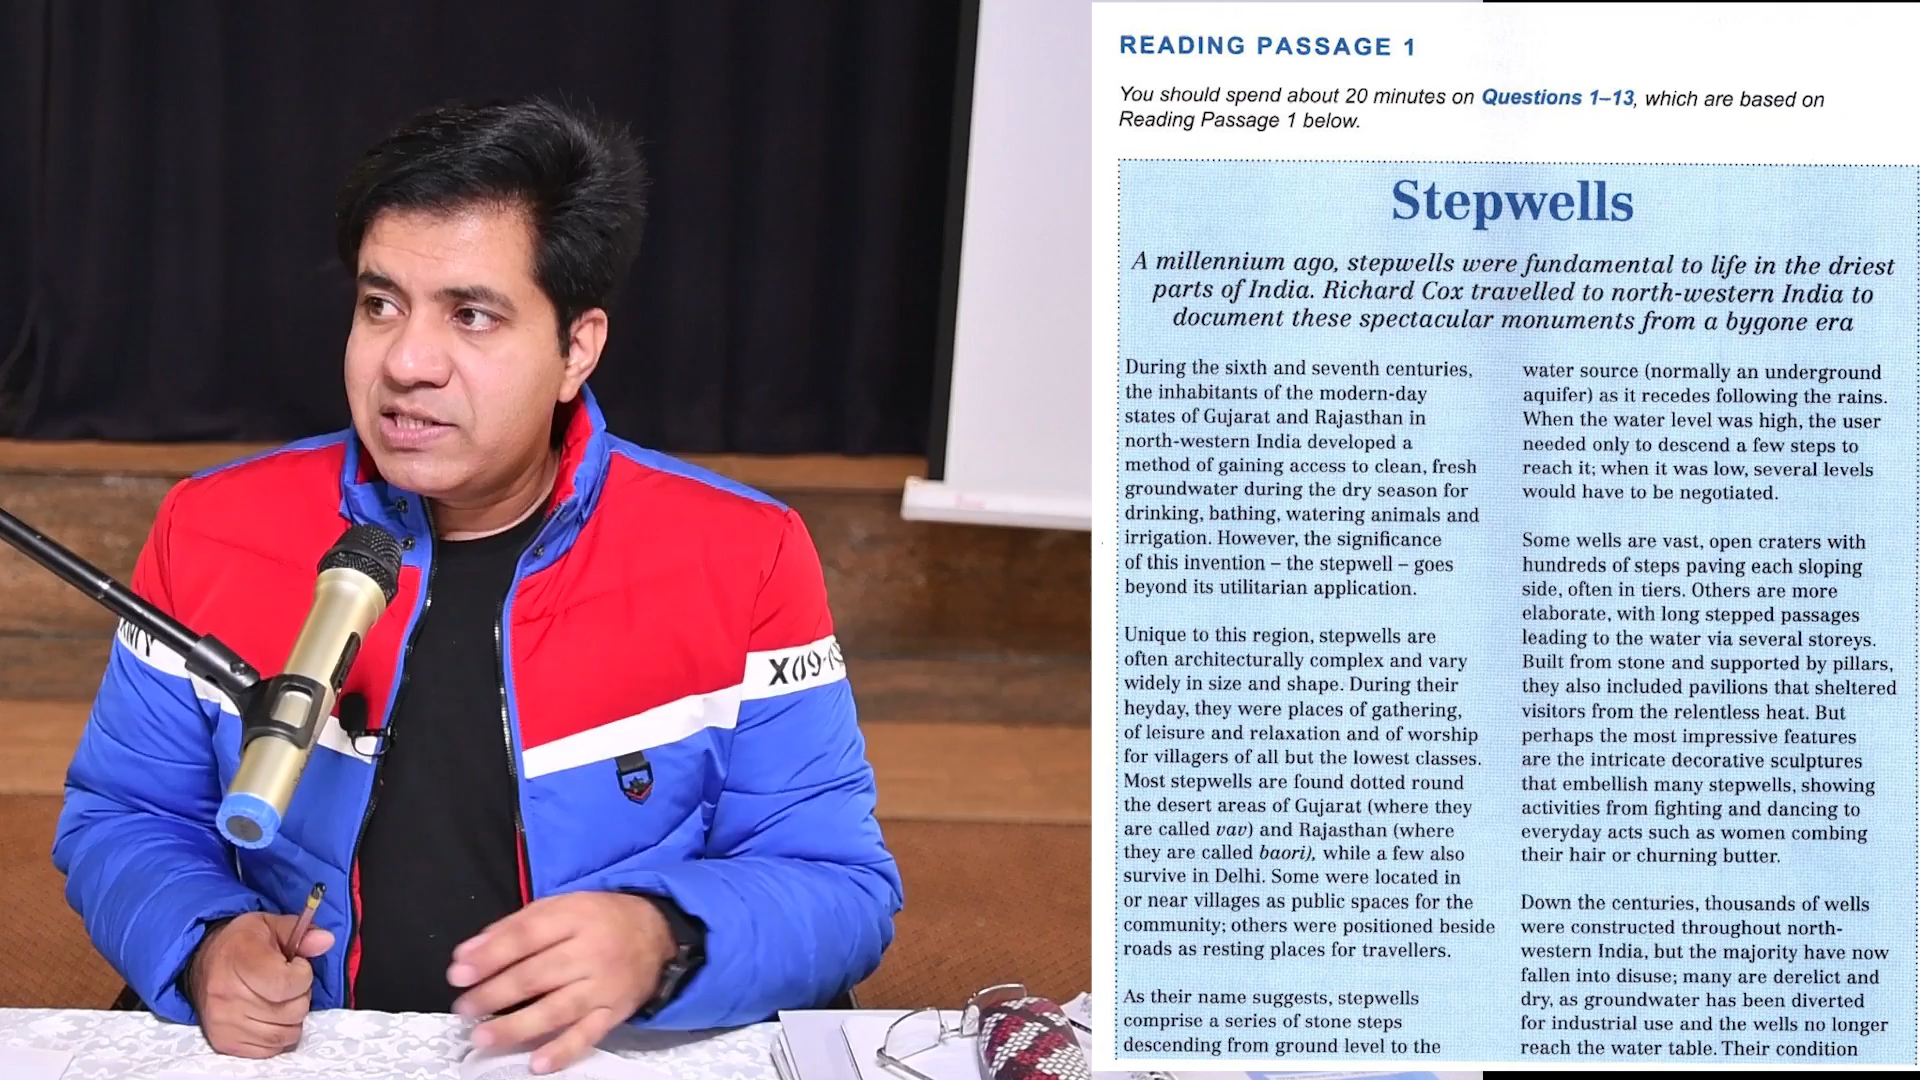 READING PASSAGE 1
You should spend about 20 minutes on Questions 1–13, which are based on
Reading Passage 1 below.
Stepwells
A millennium ago, stepwells were fundamental to life in the driest
parts of India. Richard Cox travelled to north-western India to
document these spectacular monuments from a bygone era
During the sixth and seventh centuries,
the inhabitants of the modern-day
states of Gujarat and Rajasthan in
north-western India developed a
method of gaining access to clean, fresh
groundwater during the dry season for
drinking, bathing, watering animals and
irrigation. However, the significance
of this invention – the stepwell – goes
beyond its utilitarian application.
Unique to this region, stepwells are
often architecturally complex and vary
widely in size and shape. During their
heyday, they were places of gathering,
of leisure and relaxation and of worship
for villagers of all but the lowest classes.
Most stepwells are found dotted round
the desert areas of Gujarat (where they
are called vav) and Rajasthan (where
they are called baori), while a few also
survive in Delhi. Some were located in
or near villages as public spaces for the
community; others were positioned beside
roads as resting places for travellers.
As their name suggests, stepwells
comprise a series of stone steps
descending from ground level to the
water source (normally an underground
aquifer) as it recedes following the rains.
When the water level was high, the user
needed only to descend a few steps to
reach it; when it was low, several levels
would have to be negotiated.
Some wells are vast, open craters with
hundreds of steps paving each sloping
side, often in tiers. Others are more
elaborate, with long stepped passages
leading to the water via several storeys.
Built from stone and supported by pillars,
they also included pavilions that sheltered
visitors from the relentless heat. But
perhaps the most impressive features
are the intricate decorative sculptures
that embellish many stepwells, showing
activities from fighting and dancing to
everyday acts such as women combing
their hair or churning butter.
Down the centuries, thousands of wells
were constructed throughout north-
western India, but the majority have now
fallen into disuse; many are derelict and
dry, as groundwater has been diverted
for industrial use and the wells no longer
reach the water table. Their condition